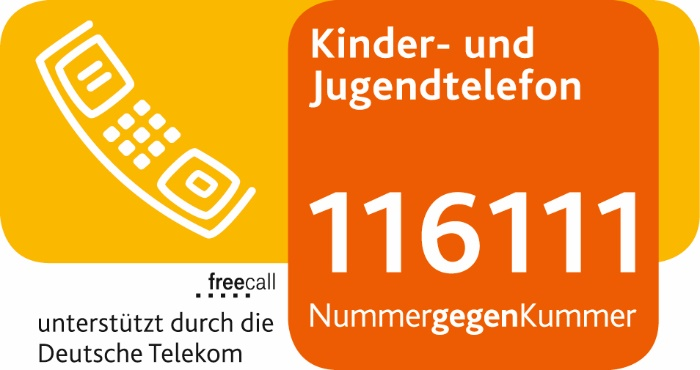 Kinder- und
Jugendtelefon
116111
NummergegenKummer
freecall
unterstützt durch die
Deutsche Telekom